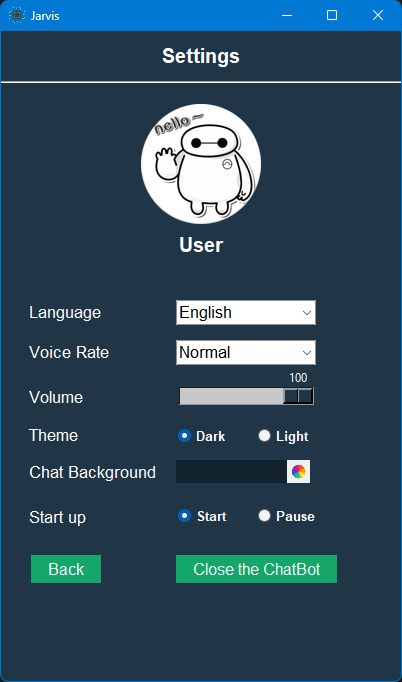 Jarvis
Settings
nello~
User
Language English
Voice Rate Normal
100
Volume
Theme Dark Light
Chat Background
Start up Start Pause
Back Close the ChatBot